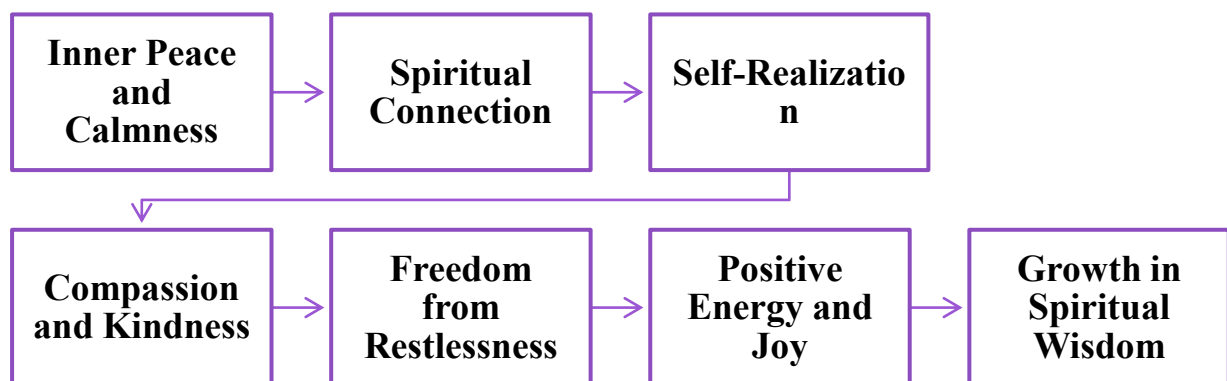 Inner Peace
and
Calmness
Spiritual
Connection
Self-Realizatio
n
Compassion
and Kindness
Freedom
from
Restlessness
Positive
Energy and
Joy
Growth in
Spiritual
Wisdom